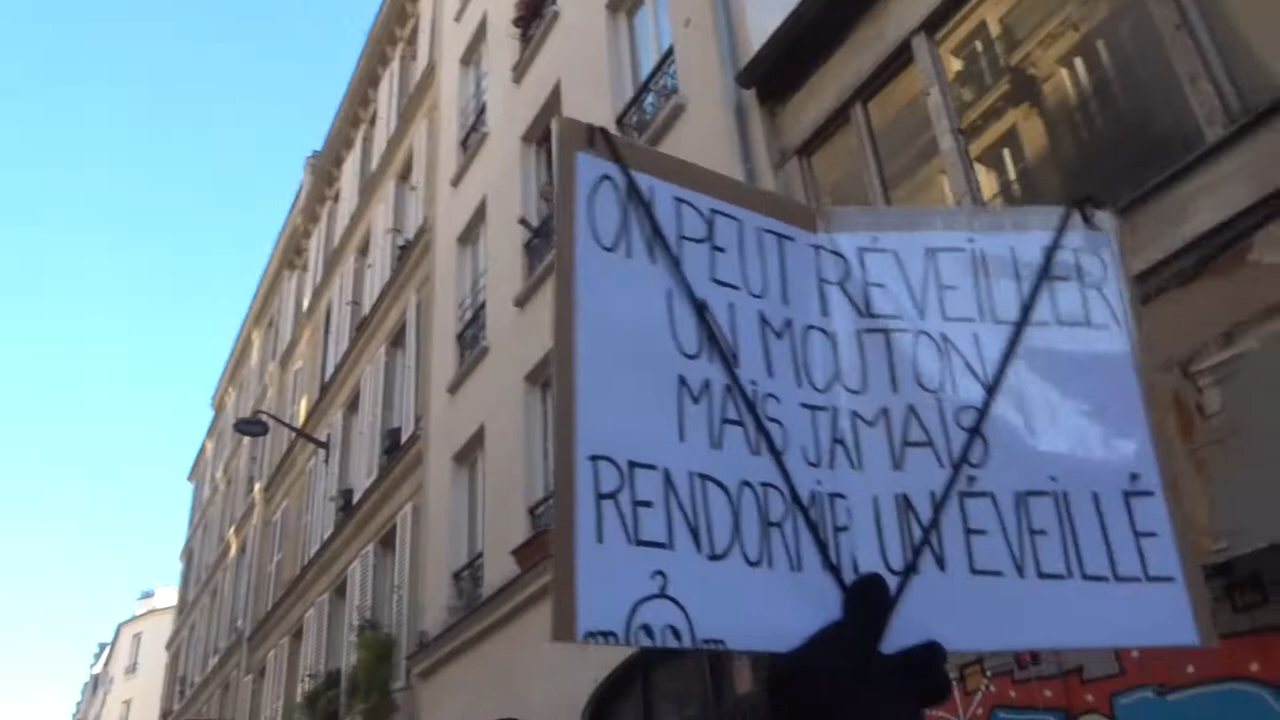 ON PEUT RÉVEILLER
UN MOUTON
MAIS JAMAIS
RENDORMIR UN ÉVEILLÉ